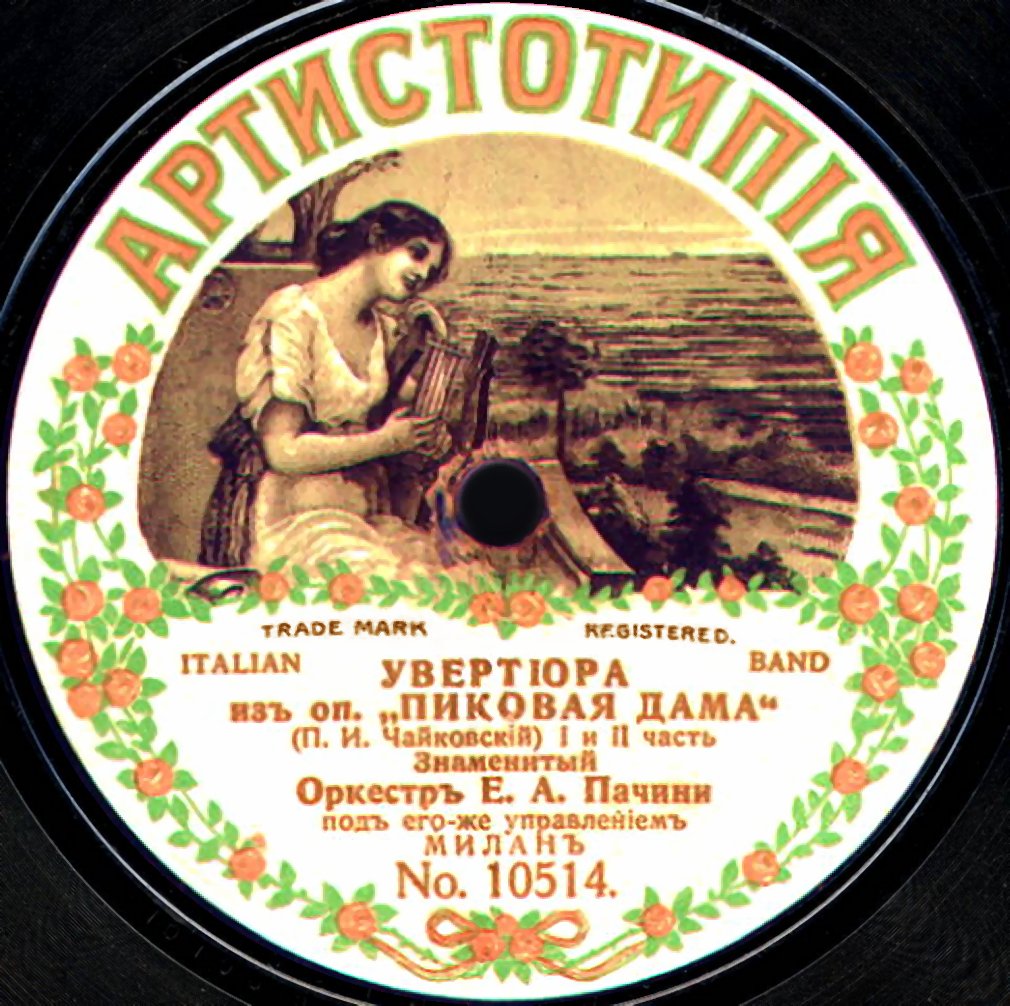 АРТИСТОТИПІЯ
TRADE MARK REGISTERED.
ITALIAN BAND
УВЕРТЮРА
изъ оп. „ПИКОВАЯ ДАМА“
(П. И. Чайковскій) I и II часть
Знаменитый
Оркестръ Е. А. Пачини
подъ его-же управленіемъ
МИЛАНЪ
No. 10514.